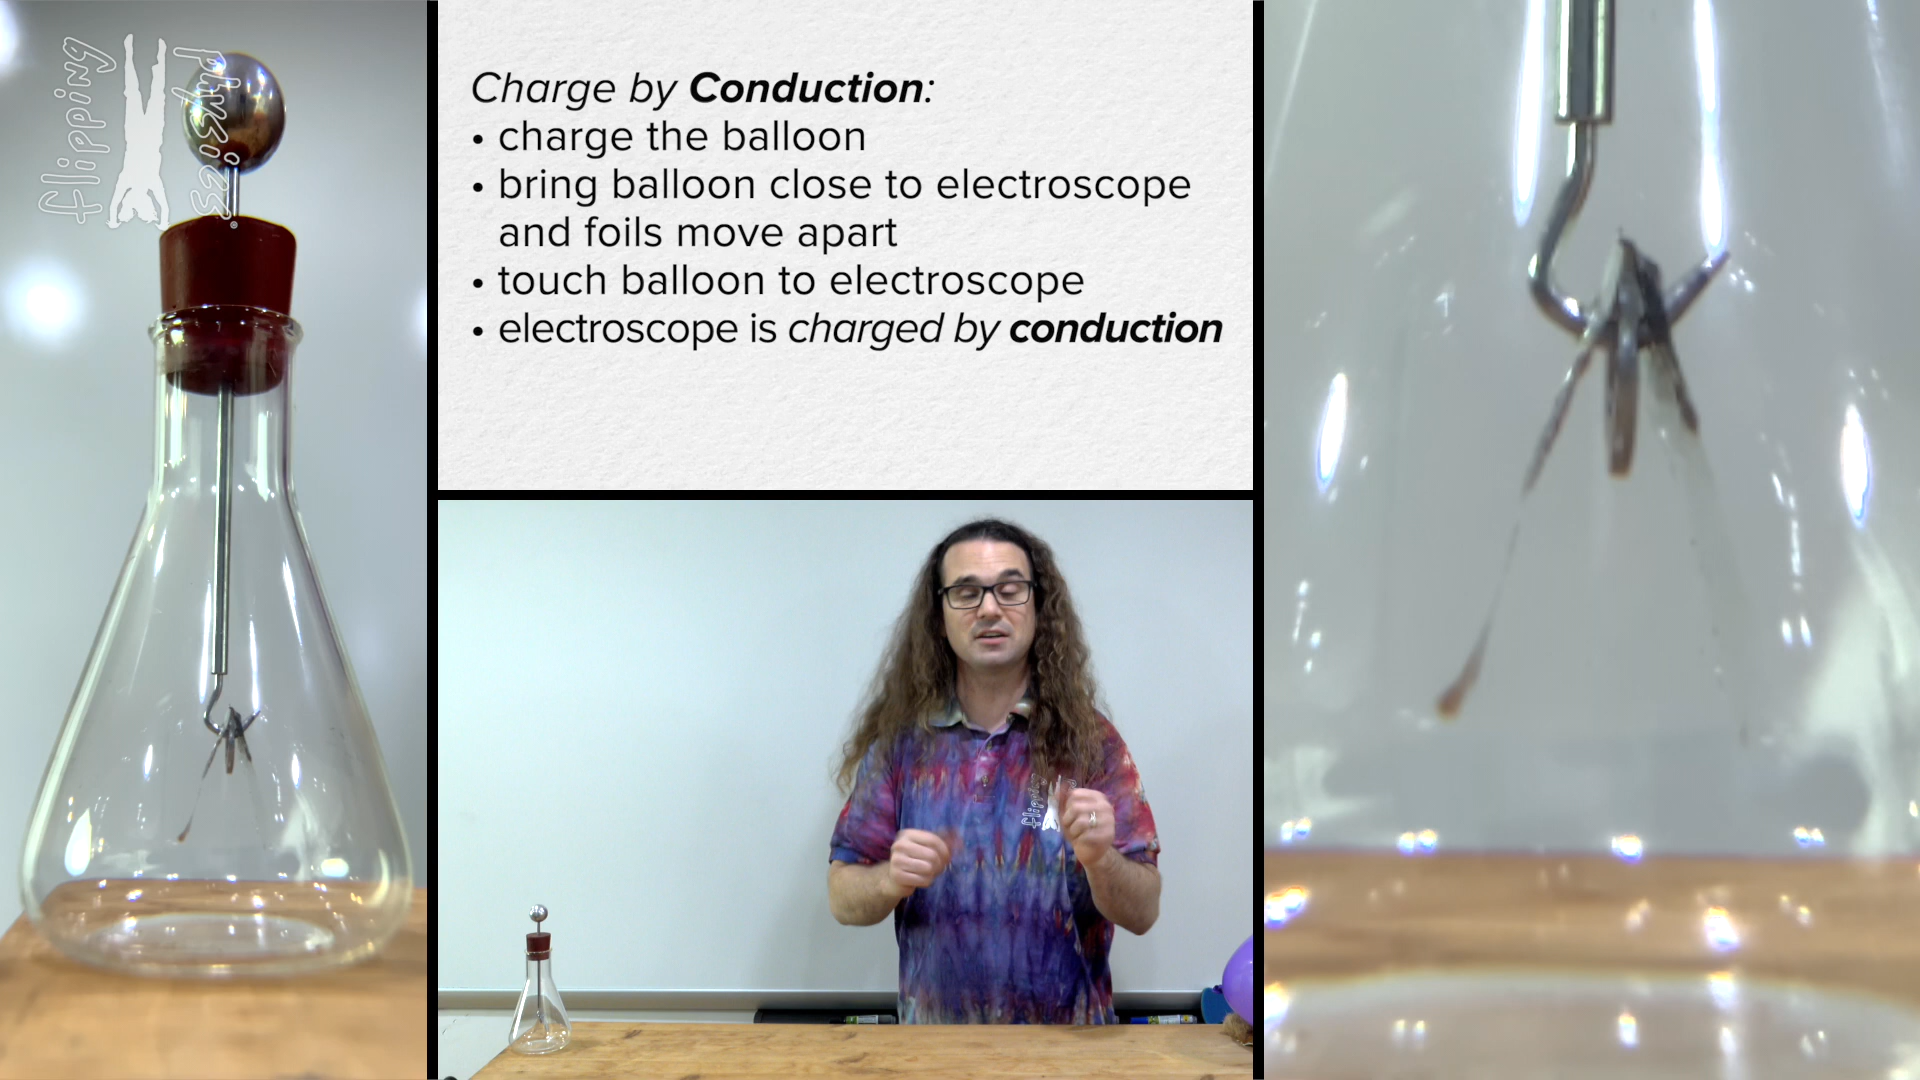 flipping
physics
Charge by Conduction:
• charge the balloon
• bring balloon close to electroscope
and foils move apart
• touch balloon to electroscope
• electroscope is charged by conduction
flipping